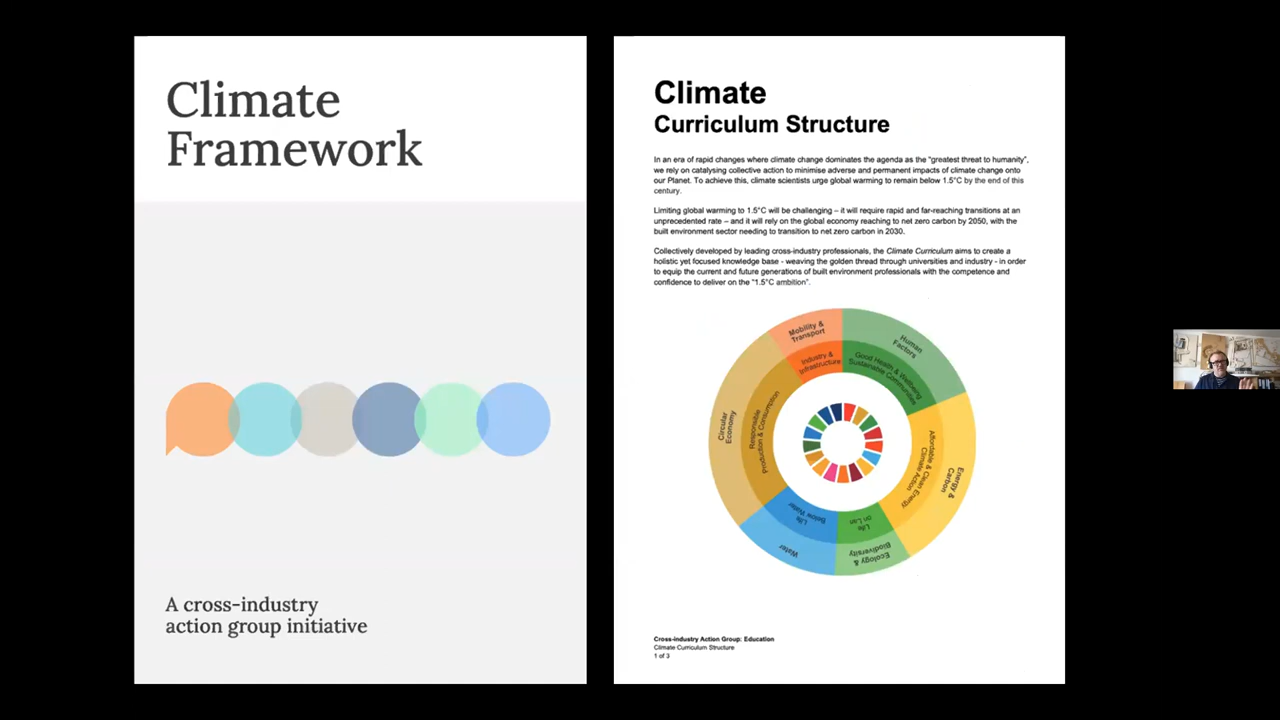 Climate
Framework
A cross-industry
action group initiative
Climate
Curriculum Structure
In an era of rapid changes where climate change dominates the agenda as the "greatest threat to humanity",
we rely on catalysing collective action to minimise adverse and permanent impacts of climate change onto
our Planet. To achieve this, climate scientists urge global warming to remain below 1.5°C by the end of this
century.
Limiting global warming to 1.5°C will be challenging – it will require rapid and far-reaching transitions at an
unprecedented rate – and it will rely on the global economy reaching to net zero carbon by 2050, with the
built environment sector needing to transition to net zero carbon in 2030.
Collectively developed by leading cross-industry professionals, the Climate Curriculum aims to create a
holistic yet focused knowledge base - weaving the golden thread through universities and industry - in order
to equip the current and future generations of built environment professionals with the competence and
confidence to deliver on the "1.5°C ambition".
Mobility &
Transport
Industry &
Infrastructure
Human
Factors
Good Health & Wellbeing
Sustainable Communities
Energy &
Carbon
Affordable & Clean Energy
Climate Action
Life
on Lan
Ecology &
Biodiversity
Life
Below Water
Water
Circular
Economy
Responsible
Production & Consumption
Cross-industry Action Group: Education
Climate Curriculum Structure
1 of 3